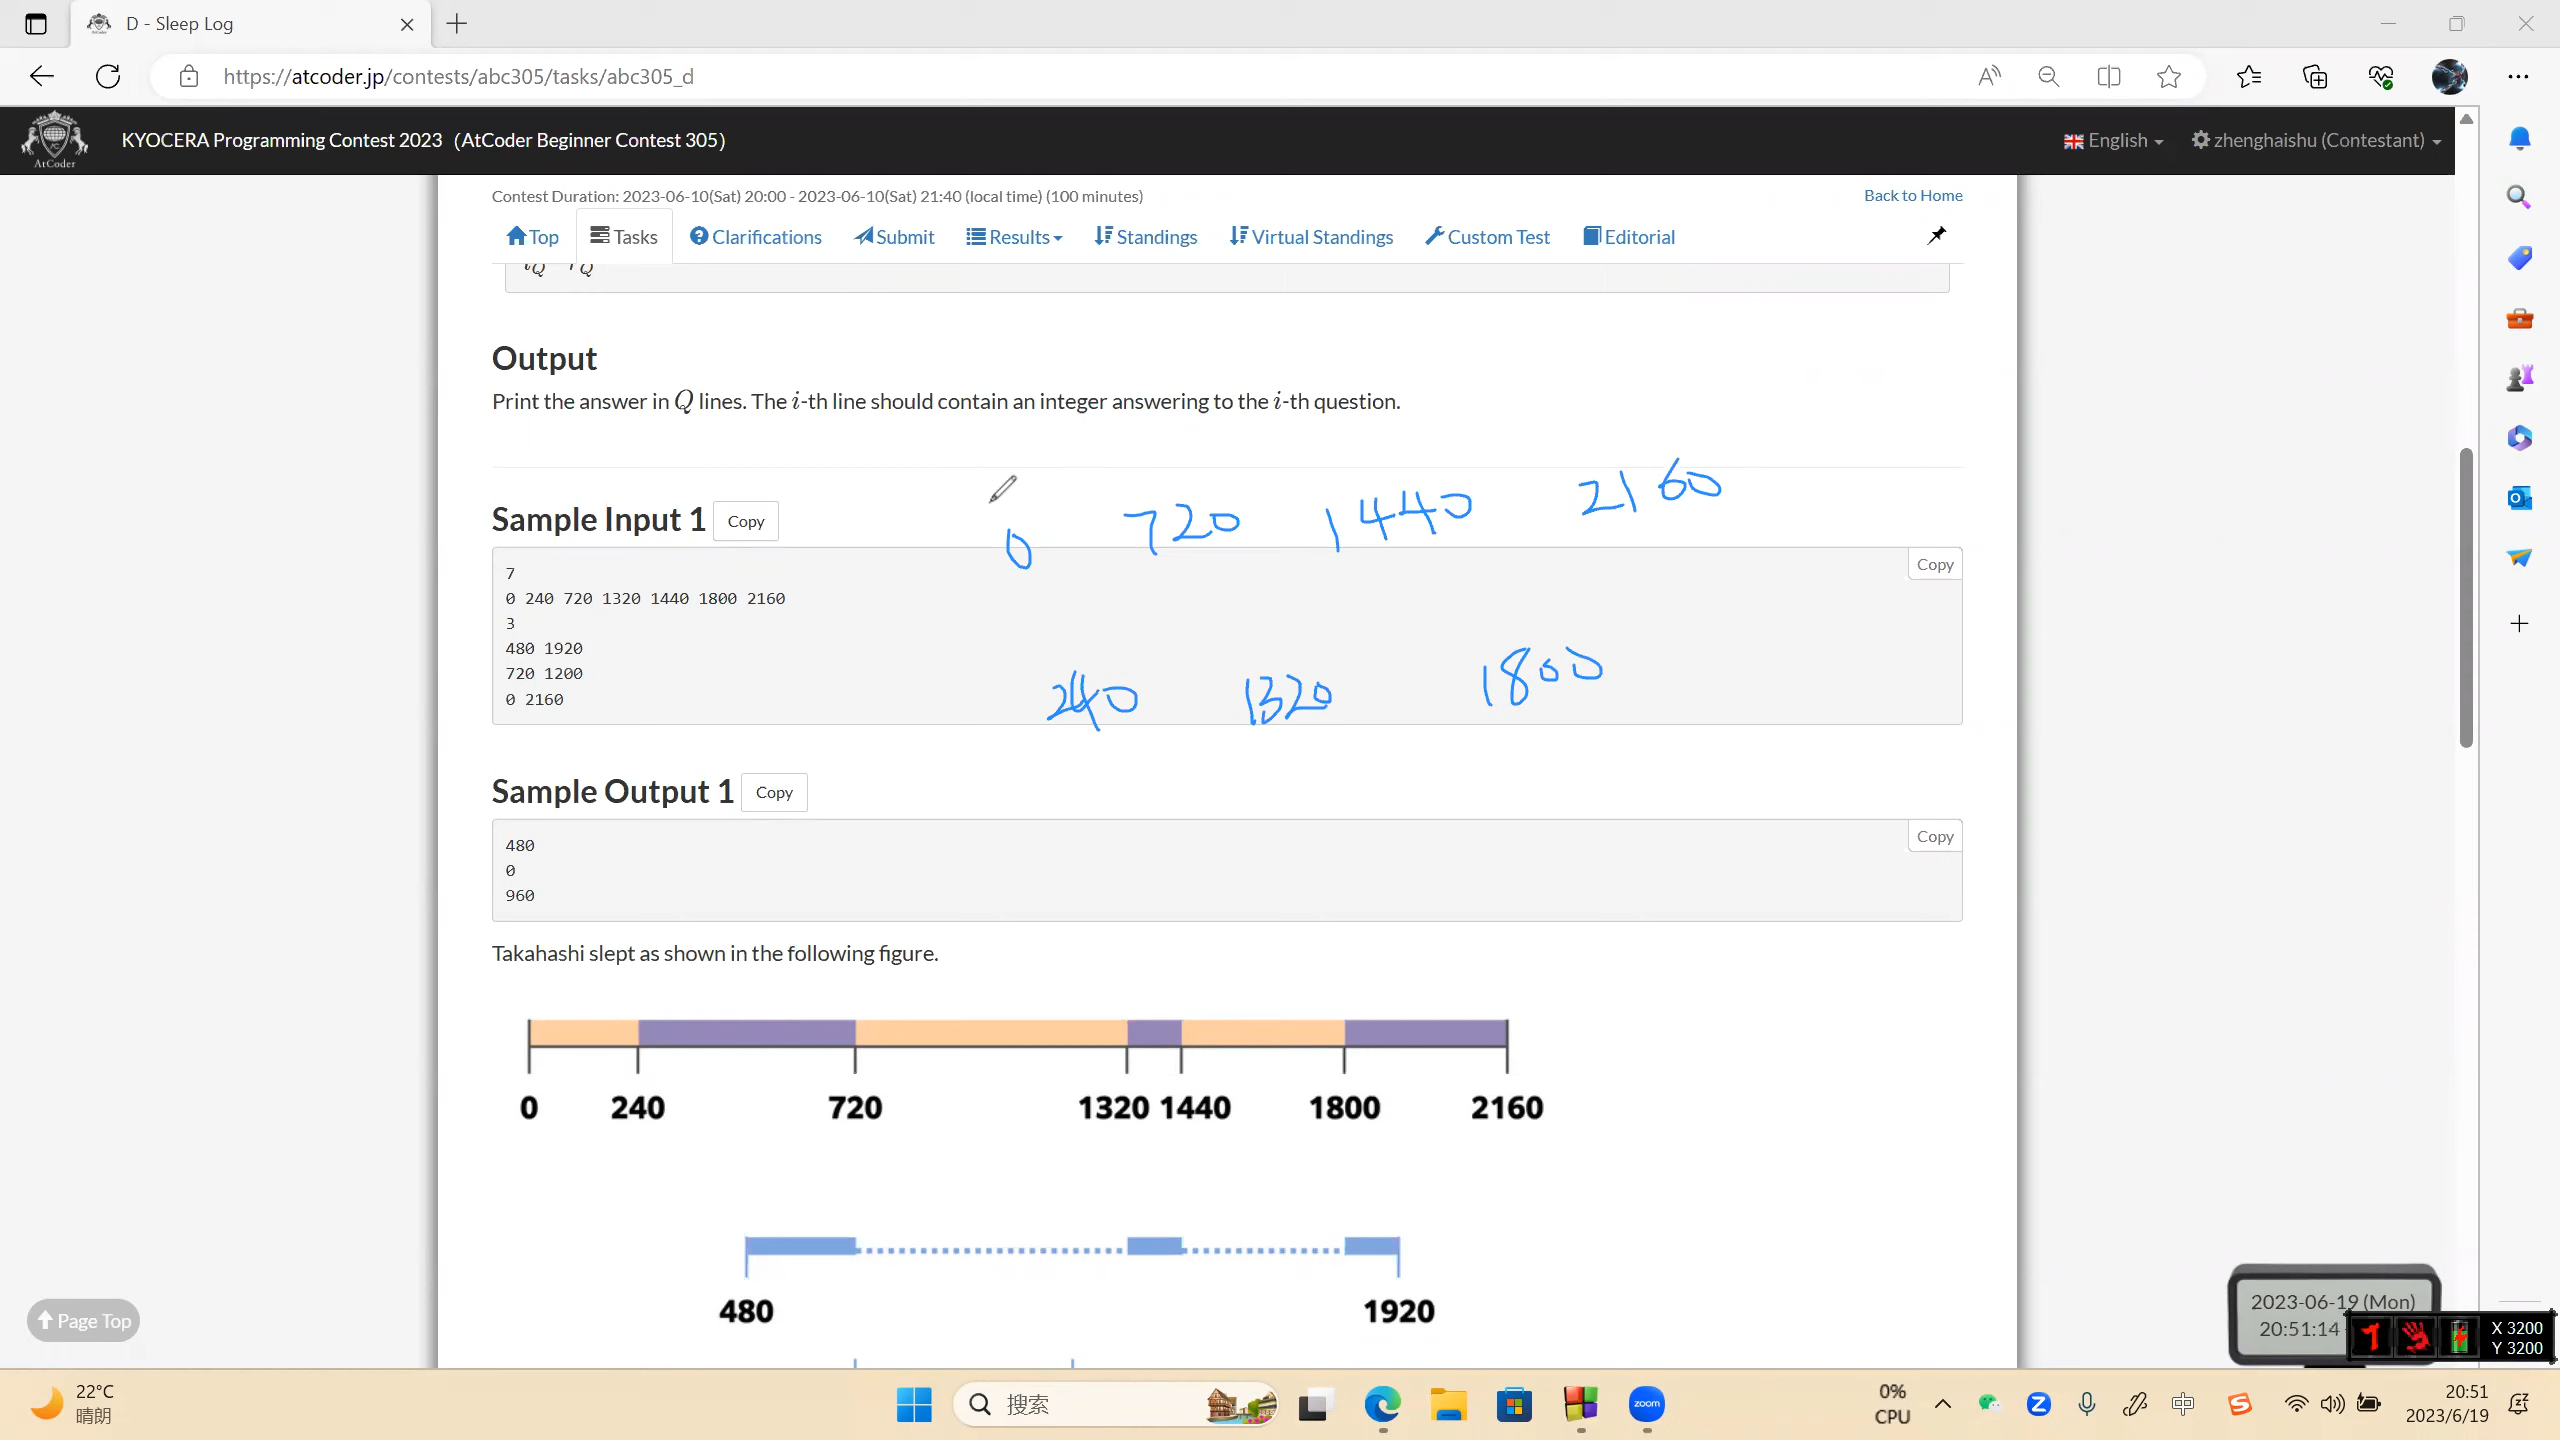 D - Sleep Log
https://atcoder.jp/contests/abc305/tasks/abc305_d
AtCoder
KYOCERA Programming Contest 2023（AtCoder Beginner Contest 305）
English
zhenghaishu (Contestant)
Contest Duration: 2023-06-10(Sat) 20:00 - 2023-06-10(Sat) 21:40 (local time) (100 minutes)
Back to Home
Top Tasks Clarifications Submit Results Standings Virtual Standings Custom Test Editorial
Output
Print the answer in Q lines. The i-th line should contain an integer answering to the i-th question.
0 720 1440 2160
Sample Input 1 Copy
Copy
7
0 240 720 1320 1440 1800 2160
3
480 1920
720 1200
0 2160
240 1320 1800
Sample Output 1 Copy
Copy
480
0
960
Takahashi slept as shown in the following figure.
0 240 720 1320 1440 1800 2160
480 1920
Page Top
2023-06-19 (Mon)
20:51:14
X 3200
Y 3200
22°C
晴朗
搜索
zoom
0%
CPU
中
20:51
2023/6/19